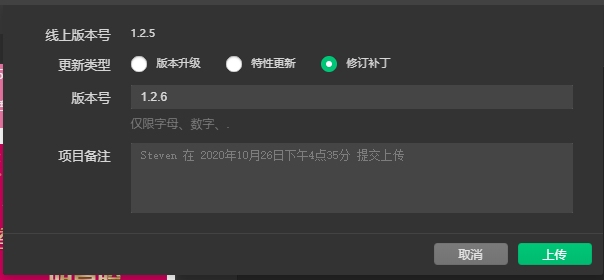 线上版本号 1.2.5
更新类型 版本升级 特性更新 修订补丁
版本号 1.2.6
仅限字母、数字、.
项目备注 Steven 在 2020年10月26日下午4点35分 提交上传
取消 上传